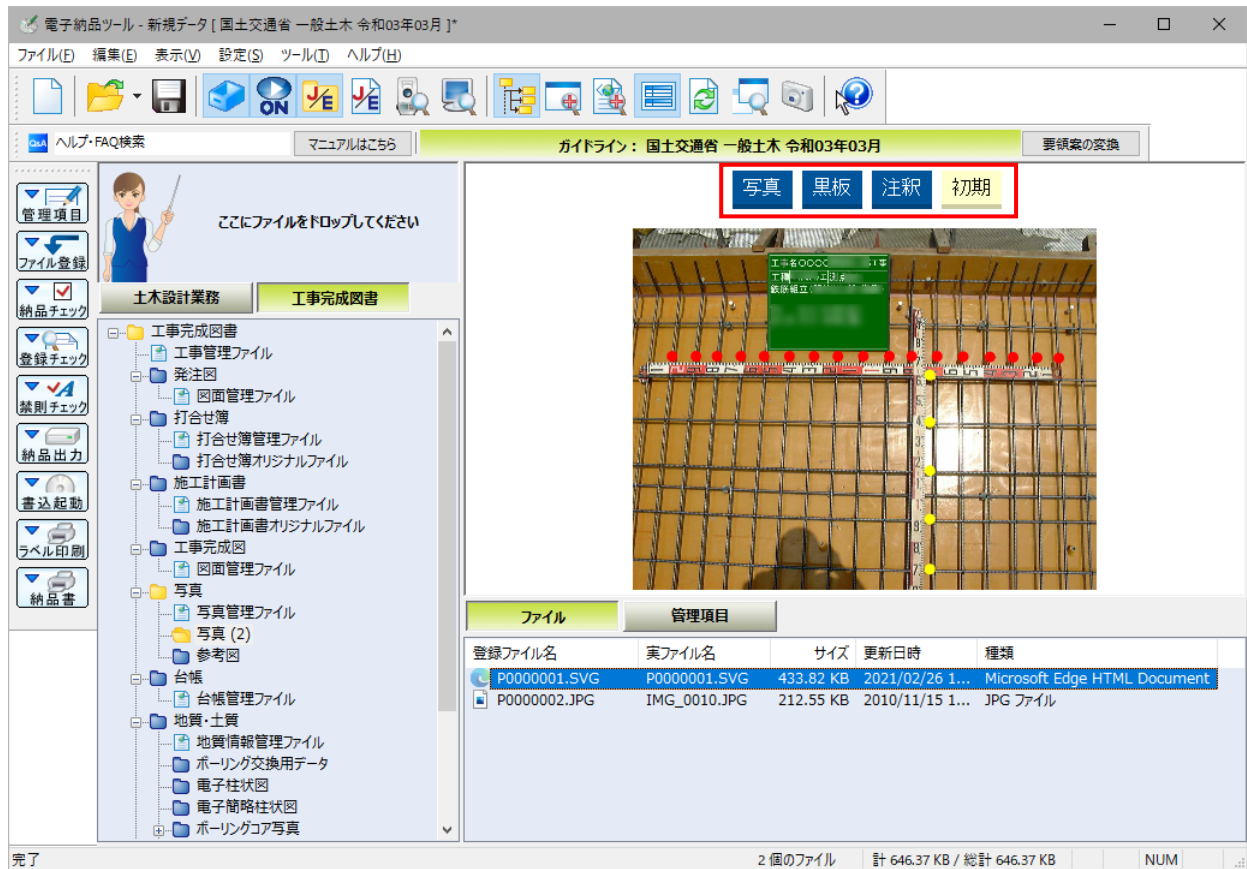 電子納品ツール - 新規データ [ 国土交通省 一般土木 令和03年03月 ]*
ファイル(F) 編集(E) 表示(V) 設定(S) ツール(T) ヘルプ(H)
ON J/E J/E
Q&A ヘルプ・FAQ検索 マニュアルはこちら ガイドライン： 国土交通省 一般土木 令和03年03月 要領案の変換
管理項目
ファイル登録
納品チェック
登録チェック
禁則チェック
納品出力
書込起動
ラベル印刷
納品書
ここにファイルをドロップしてください
土木設計業務 工事完成図書
工事完成図書
工事管理ファイル
発注図
図面管理ファイル
打合せ簿
打合せ簿管理ファイル
打合せ簿オリジナルファイル
施工計画書
施工計画書管理ファイル
施工計画書オリジナルファイル
工事完成図
図面管理ファイル
写真
写真管理ファイル
写真 (2)
参考図
台帳
台帳管理ファイル
地質・土質
地質情報管理ファイル
ボーリング交換用データ
電子柱状図
電子簡略柱状図
ボーリングコア写真
写真 黒板 注釈 初期
工事名〇〇〇〇
鉄筋組立
ファイル 管理項目
登録ファイル名 実ファイル名 サイズ 更新日時 種類
P0000001.SVG P0000001.SVG 433.82 KB 2021/02/26 1... Microsoft Edge HTML Document
P0000002.JPG IMG_0010.JPG 212.55 KB 2010/11/15 1... JPG ファイル
完了 2 個のファイル 計 646.37 KB / 総計 646.37 KB NUM